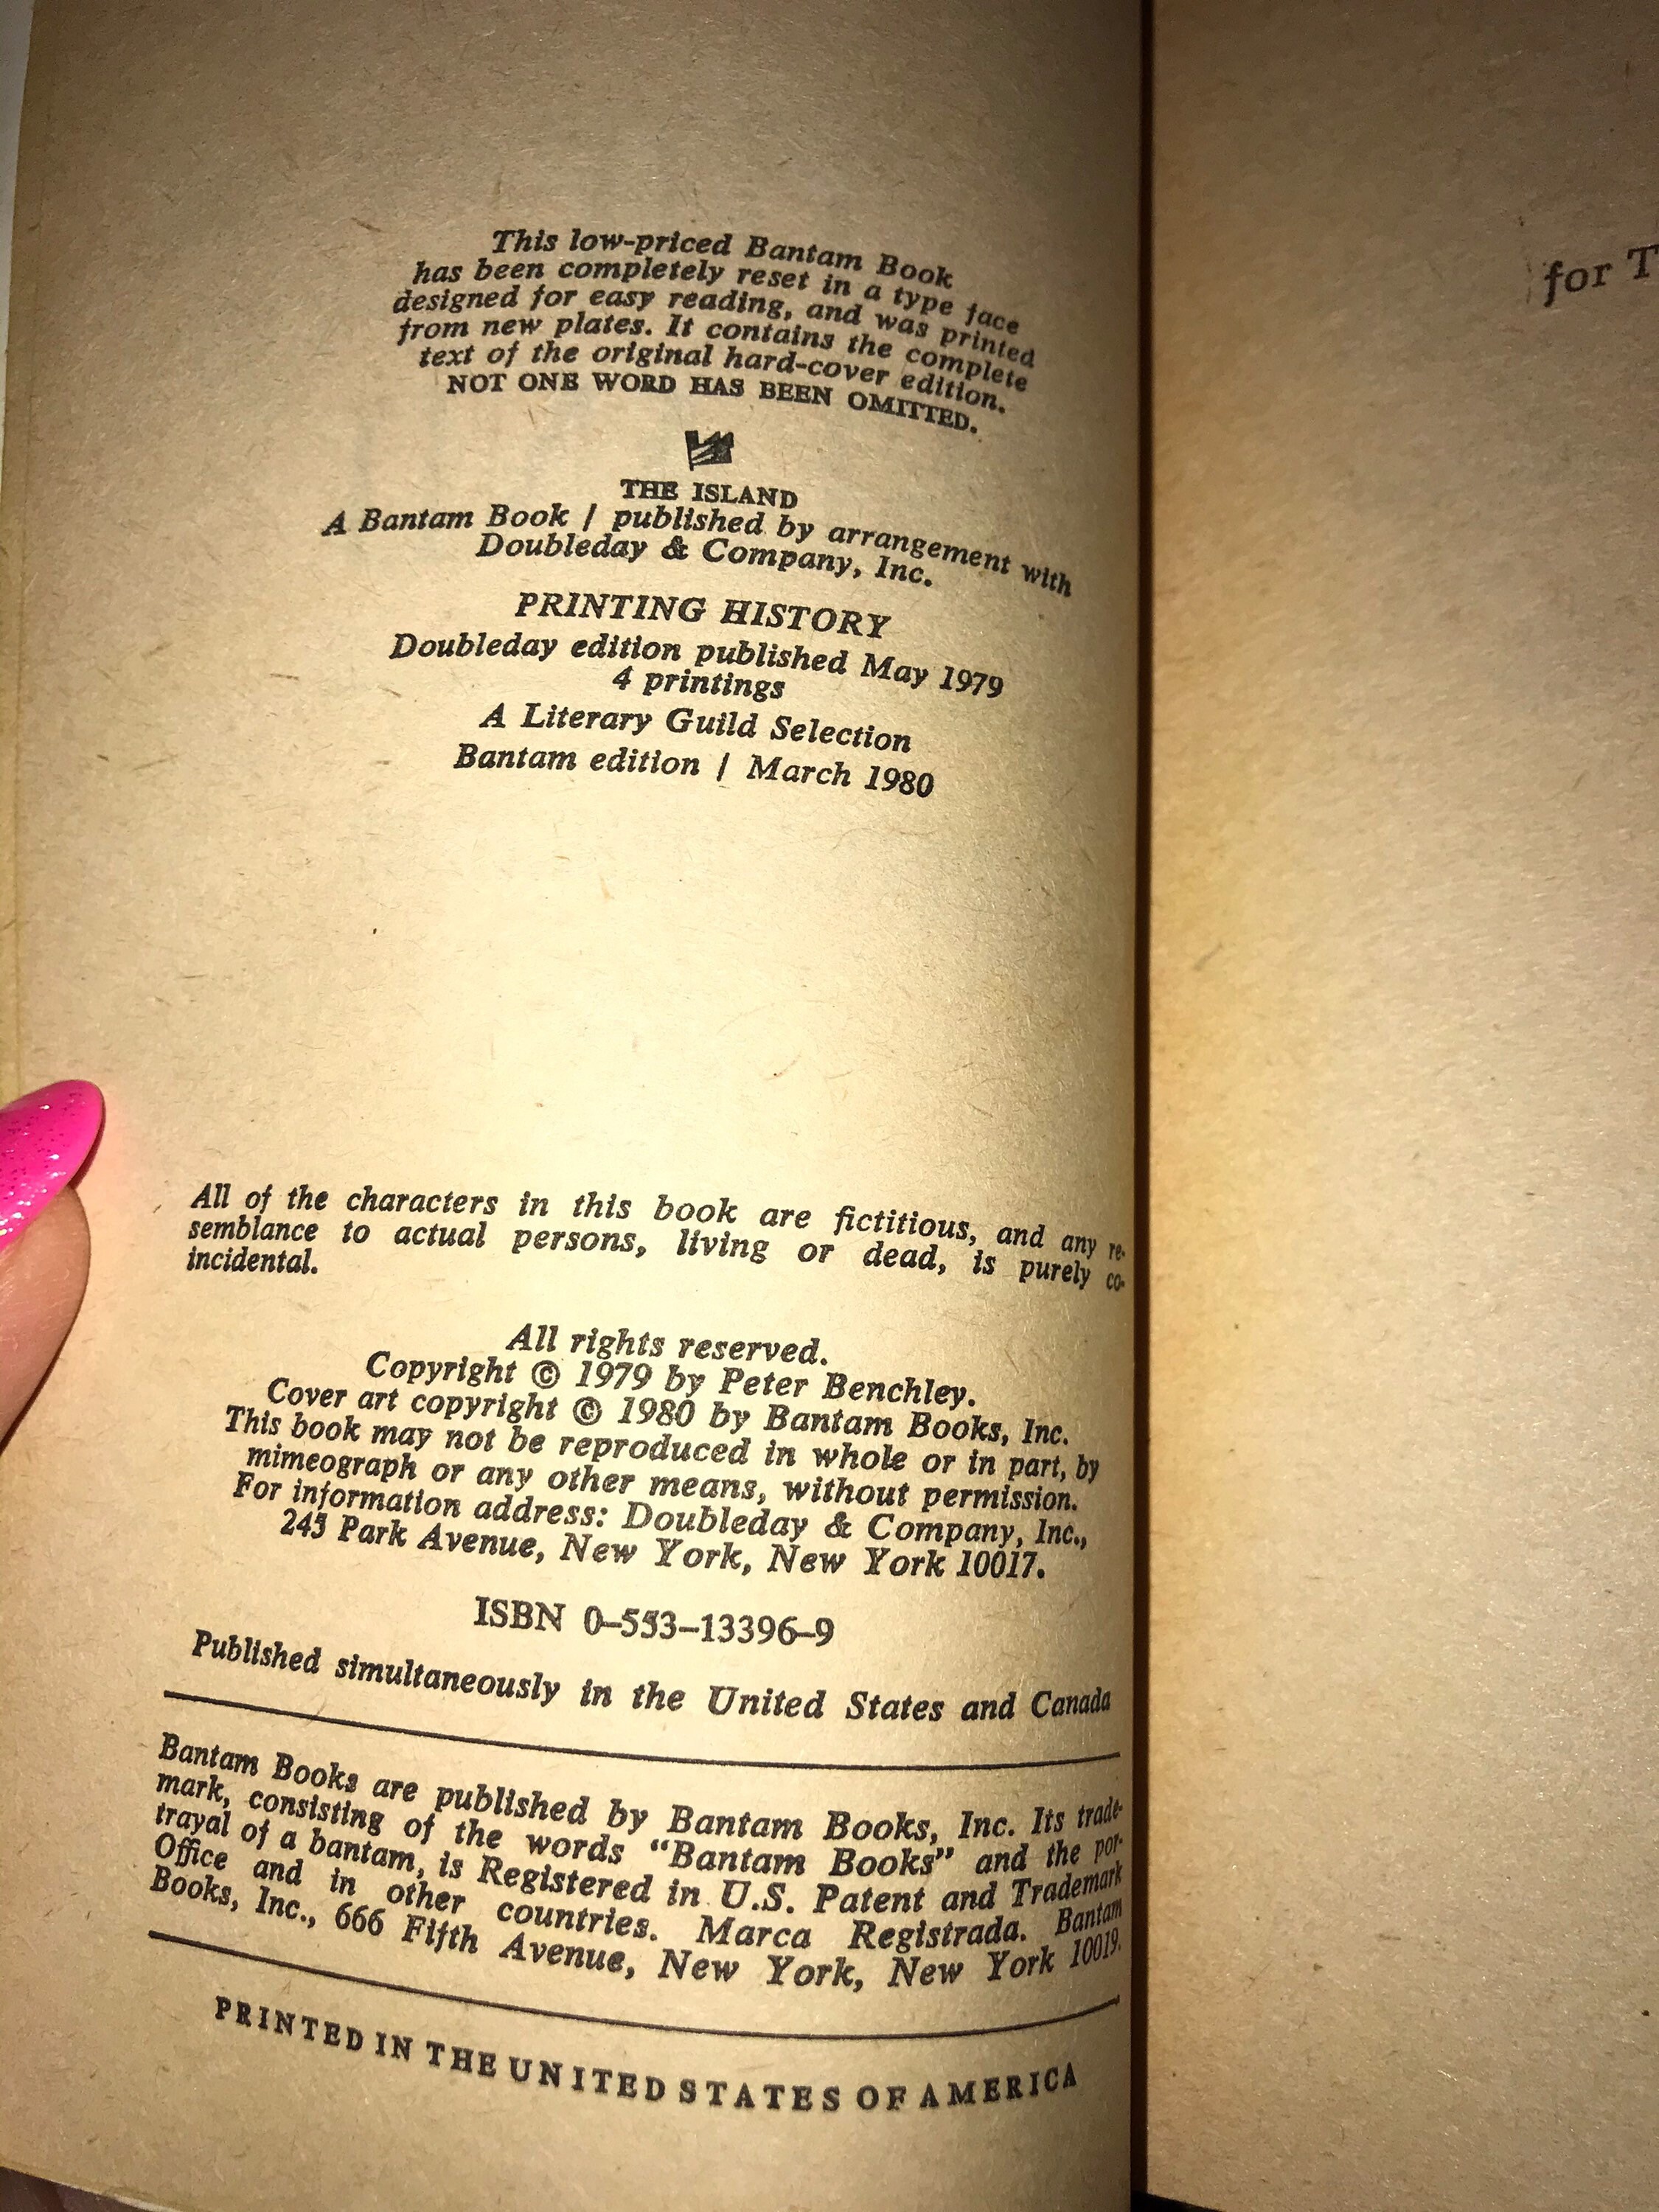 This low-priced Bantam Book
has been completely reset in a type face
designed for easy reading, and was printed
from new plates. It contains the complete
text of the original hard-cover edition.
NOT ONE WORD HAS BEEN OMITTED.
THE ISLAND
A Bantam Book / published by arrangement with
Doubleday & Company, Inc.
PRINTING HISTORY
Doubleday edition published May 1979
4 printings
A Literary Guild Selection
Bantam edition / March 1980
All of the characters in this book are fictitious, and any re-
semblance to actual persons, living or dead, is purely co-
incidental.
All rights reserved.
Copyright © 1979 by Peter Benchley.
Cover art copyright © 1980 by Bantam Books, Inc.
This book may not be reproduced in whole or in part, by
mimeograph or any other means, without permission.
For information address: Doubleday & Company, Inc.,
245 Park Avenue, New York, New York 10017.
ISBN 0-553-13396-9
Published simultaneously in the United States and Canada
Bantam Books are published by Bantam Books, Inc. Its trade-
mark, consisting of the words "Bantam Books" and the por-
trayal of a bantam, is Registered in U.S. Patent and Trademark
Office and in other countries. Marca Registrada. Bantam
Books, Inc., 666 Fifth Avenue, New York, New York 10019.
PRINTED IN THE UNITED STATES OF AMERICA
for T